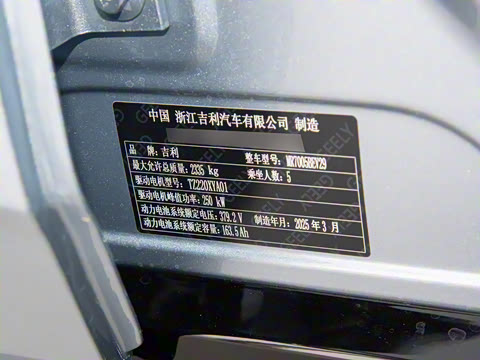 中国 浙江吉利汽车有限公司 制造
品 牌：吉利 整车型号：MR7005BEV29
最大允许总质量：2335 kg 乘坐人数：5
驱动电机型号：TZ220XYA01
驱动电机峰值功率：250 kW
动力电池系统额定电压：379.2 V 制造年月：2025 年 3 月
动力电池系统额定容量：163.5 Ah
GEELY